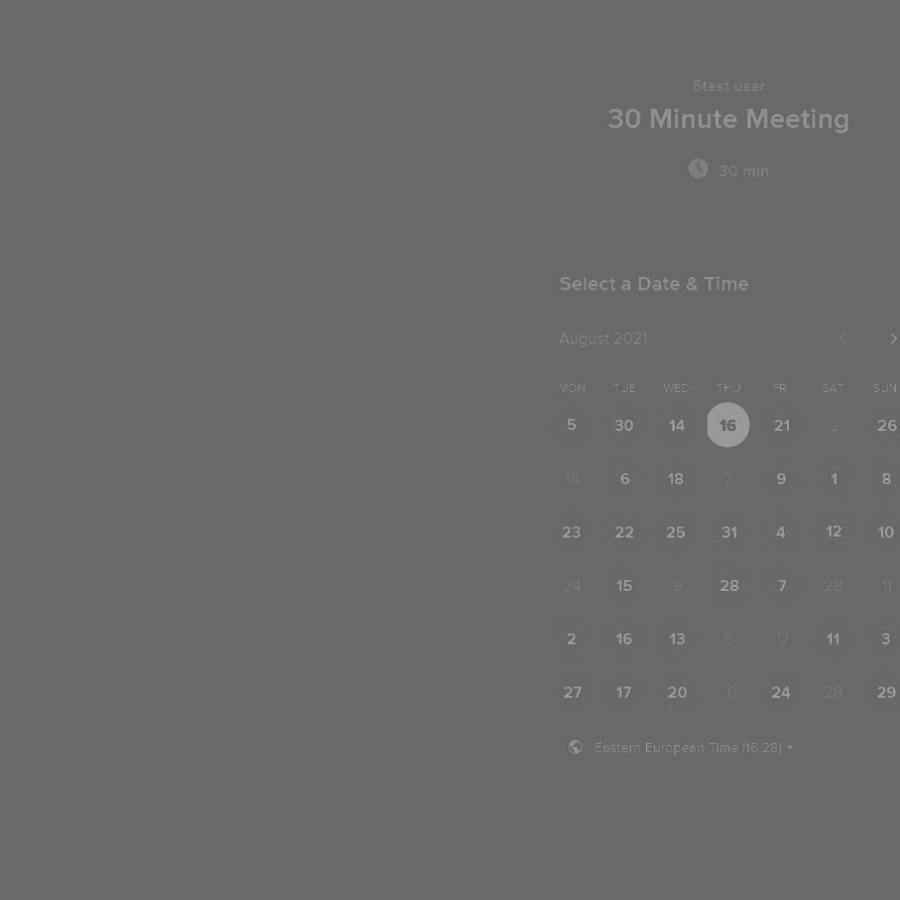 6test user
30 Minute Meeting
30 min
Select a Date & Time
August 2021
MON TUE WED THU FRI SAT SUN
5 30 14 16 21 2 26
18 6 18 7 9 1 8
23 22 25 31 4 12 10
24 15 9 28 7 28 11
2 16 13 5 17 11 3
27 17 20 10 24 28 29
Eastern European Time (16:28)